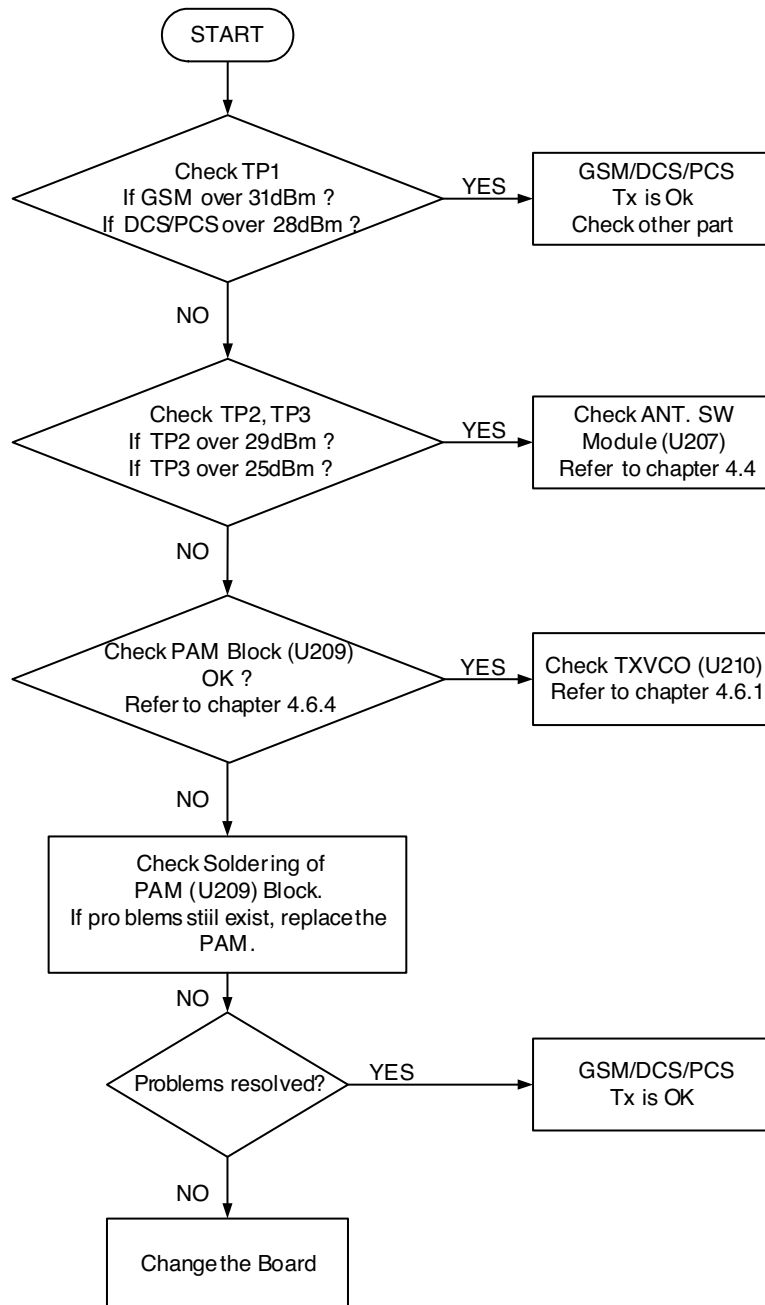 START
Check TP1
If GSM over 31dBm ?
If DCS/PCS over 28dBm ?
YES
GSM/DCS/PCS
Tx is Ok
Check other part
NO
Check TP2, TP3
If TP2 over 29dBm ?
If TP3 over 25dBm ?
YES
Check ANT. SW
Module (U207)
Refer to chapter 4.4
NO
Check PAM Block (U209)
OK ?
Refer to chapter 4.6.4
YES
Check TXVCO (U210)
Refer to chapter 4.6.1
NO
Check Soldering of
PAM (U209) Block.
If problems stiil exist, replace the
PAM.
NO
Problems resolved?
YES
GSM/DCS/PCS
Tx is OK
NO
Change the Board